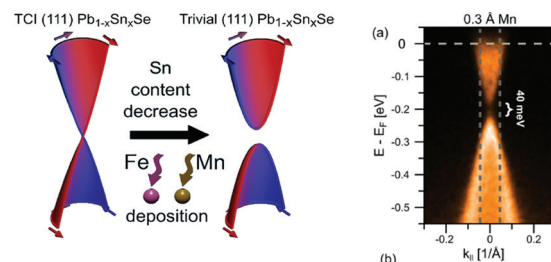 TCI (111) Pb1-xSnxSe
Trivial (111) Pb1-xSnxSe
Sn
content
decrease
Fe
Mn
deposition
(a)
0.3 Å Mn
0
-0.1
-0.2
-0.3
-0.4
-0.5
E - EF [eV]
40 meV
-0.2
0
0.2
k|| [1/Å]
(b)